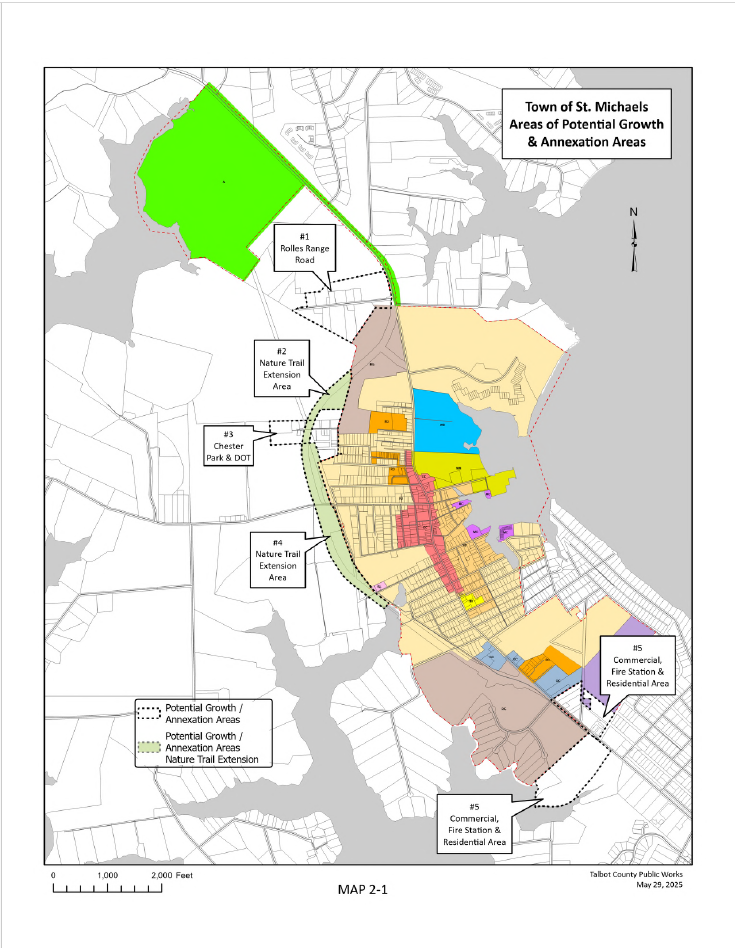 Town of St. Michaels
Areas of Potential Growth
& Annexation Areas
N
#1
Rolles Range
Road
#2
Nature Trail
Extension
Area
#3
Chester
Park & DOT
#4
Nature Trail
Extension
Area
#5
Commercial,
Fire Station &
Residential Area
Potential Growth /
Annexation Areas
Potential Growth /
Annexation Areas
Nature Trail Extension
#5
Commercial,
Fire Station &
Residential Area
0 1,000 2,000 Feet
MAP 2-1
Talbot County Public Works
May 29, 2025